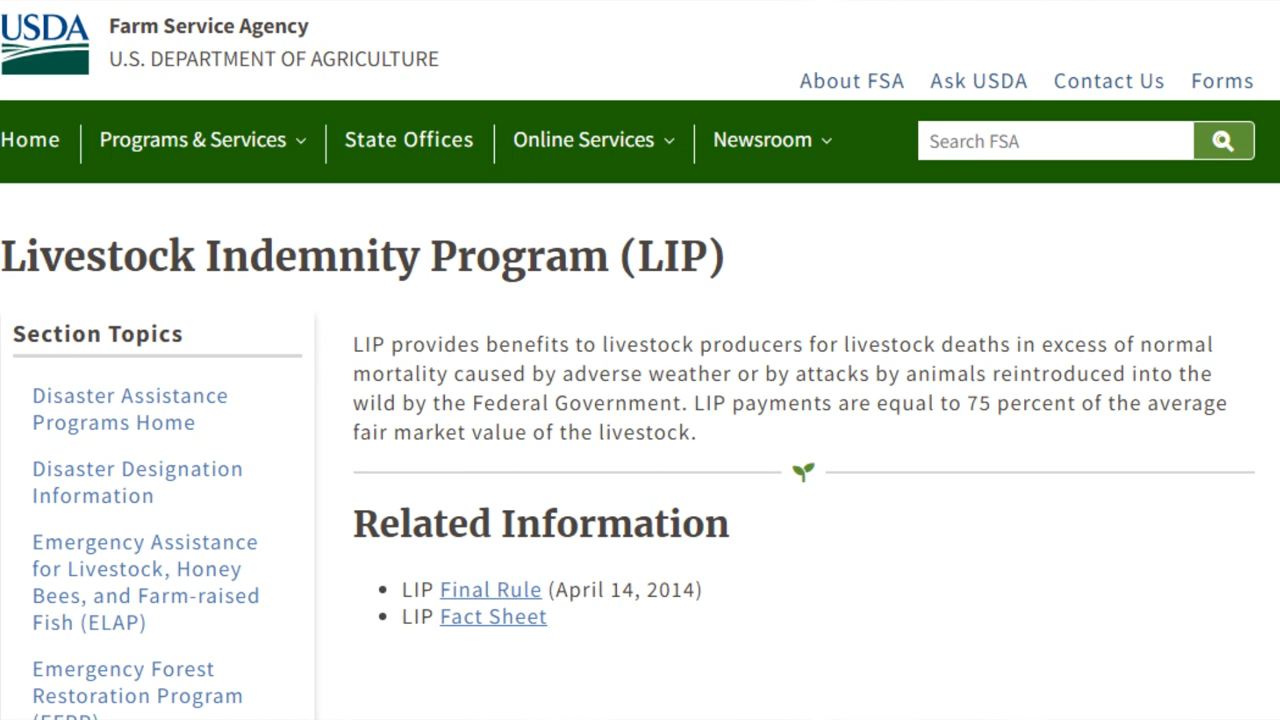 USDA
Farm Service Agency
U.S. DEPARTMENT OF AGRICULTURE
About FSA Ask USDA Contact Us Forms
Home Programs & Services State Offices Online Services Newsroom Search FSA
Livestock Indemnity Program (LIP)
Section Topics
Disaster Assistance
Programs Home
Disaster Designation
Information
Emergency Assistance
for Livestock, Honey
Bees, and Farm-raised
Fish (ELAP)
Emergency Forest
Restoration Program
LIP provides benefits to livestock producers for livestock deaths in excess of normal
mortality caused by adverse weather or by attacks by animals reintroduced into the
wild by the Federal Government. LIP payments are equal to 75 percent of the average
fair market value of the livestock.
Related Information
LIP Final Rule (April 14, 2014)
LIP Fact Sheet